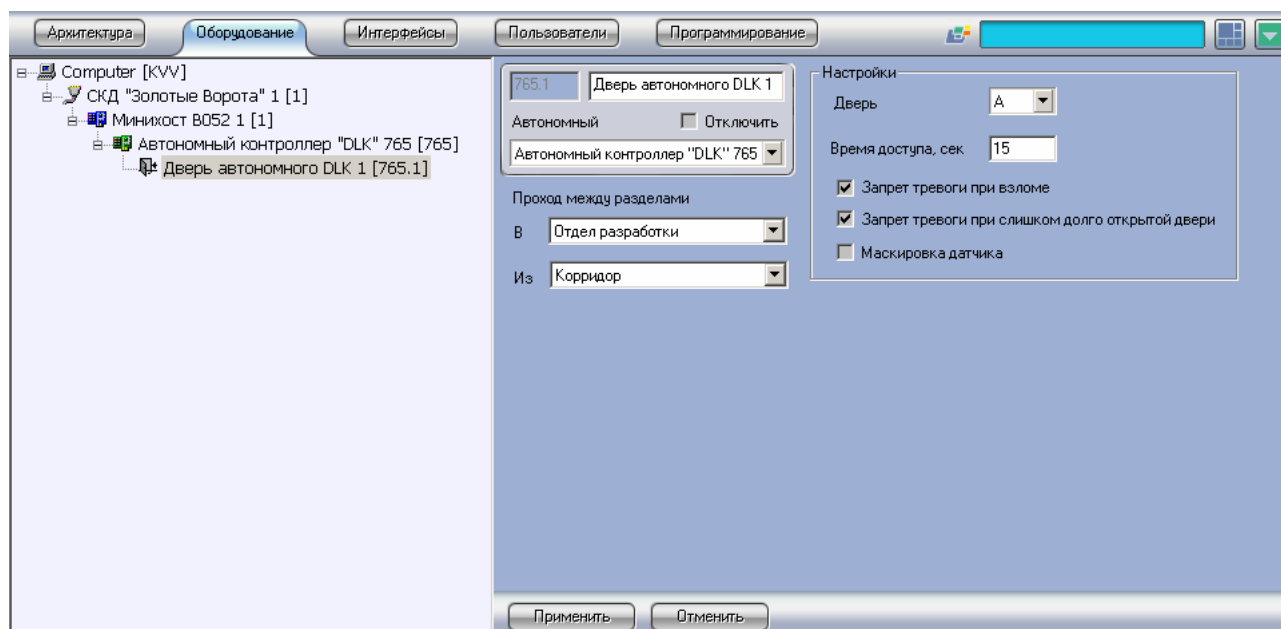 Архитектура Оборудование Интерфейсы Пользователи Программирование
Computer [KVV]
СКД "Золотые Ворота" 1 [1]
Минихост B052 1 [1]
Автономный контроллер "DLK" 765 [765]
Дверь автономного DLK 1 [765.1]
765.1 Дверь автономного DLK 1
Автономный Отключить
Автономный контроллер "DLK" 765
Проход между разделами
В Отдел разработки
Из Корридор
Настройки
Дверь A
Время доступа, сек 15
Запрет тревоги при взломе
Запрет тревоги при слишком долго открытой двери
Маскировка датчика
Применить Отменить